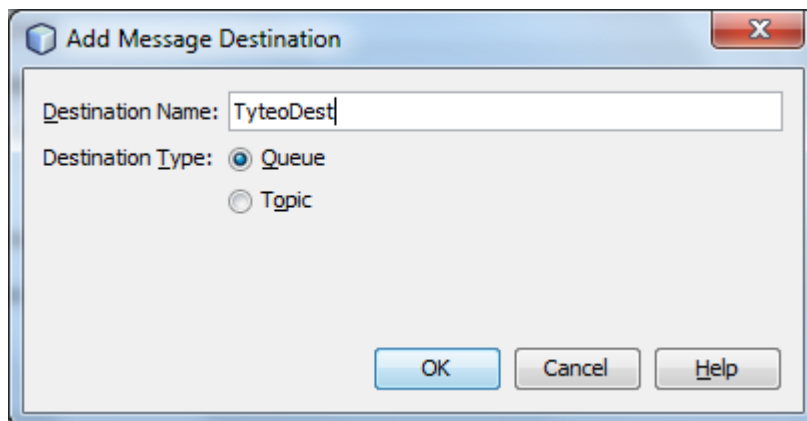 Add Message Destination
Destination Name: TyteoDest
Destination Type: Queue
Topic
OK Cancel Help